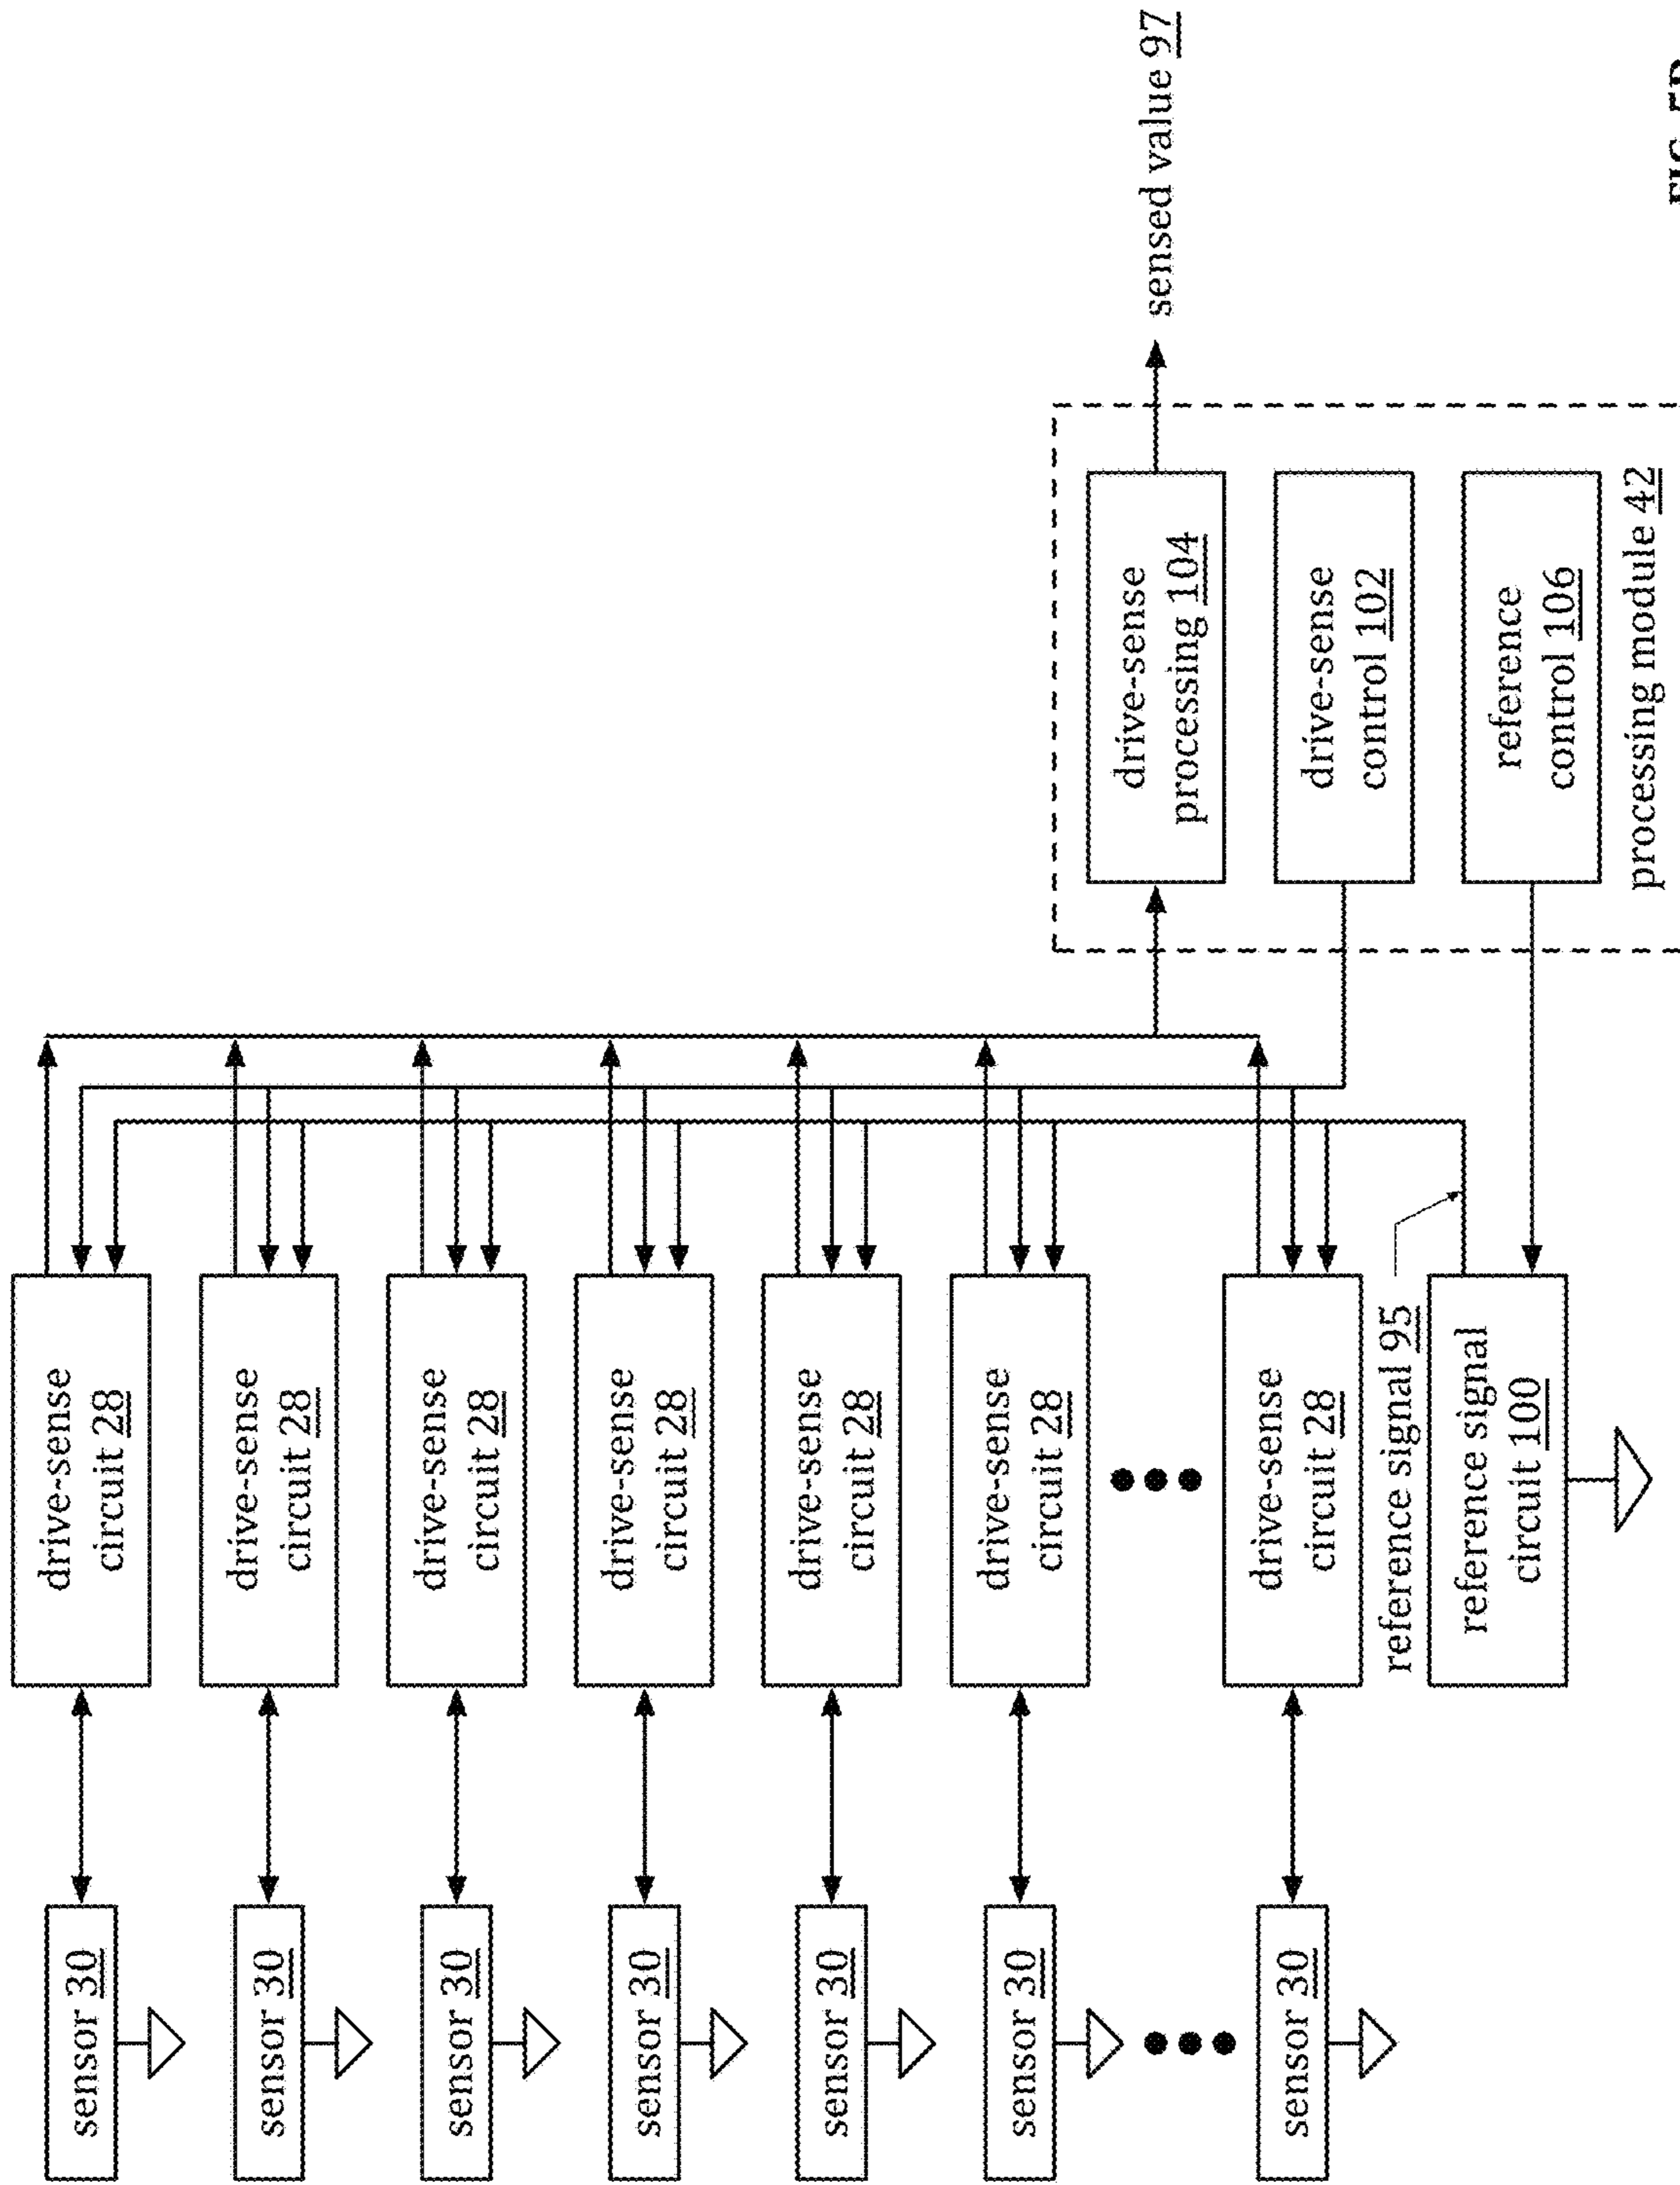 sensor 30
drive-sense
circuit 28
sensor 30
drive-sense
circuit 28
sensor 30
drive-sense
circuit 28
sensor 30
drive-sense
circuit 28
sensor 30
drive-sense
circuit 28
sensor 30
drive-sense
circuit 28
sensor 30
drive-sense
circuit 28
reference signal 95
reference signal
circuit 100
drive-sense
processing 104
drive-sense
control 102
reference
control 106
processing module 42
sensed value 97